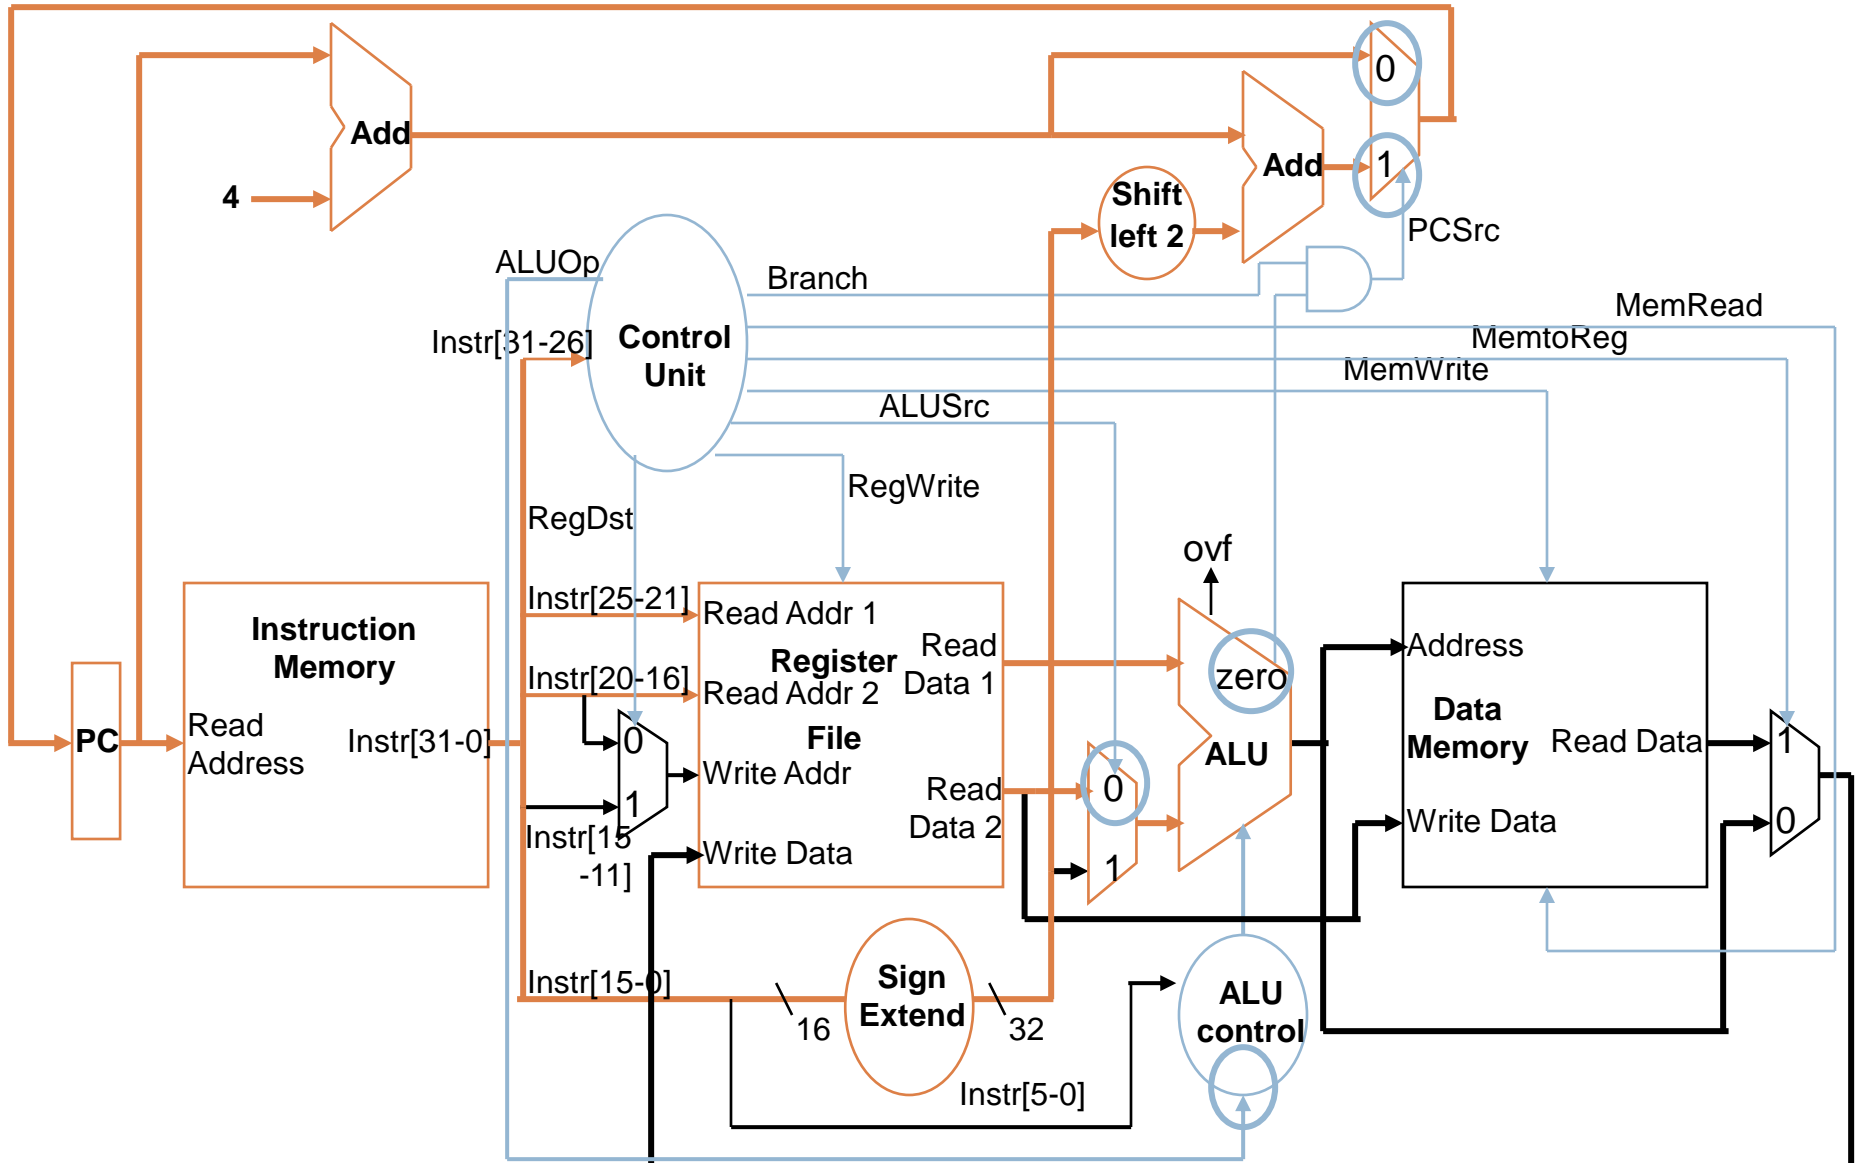 0
Add
Add
1
4
Shift
left 2
PCSrc
ALUOp
Branch
MemRead
Instr[31-26]
Control
Unit
MemtoReg
MemWrite
ALUSrc
RegWrite
RegDst
ovf
Instr[25-21]
Read Addr 1
Instruction
Memory
Register
Read
Data 1
Address
Instr[20-16]
Read Addr 2
zero
PC
Read
Address
Instr[31-0]
0
File
ALU
Data
Memory
Read Data
1
Write Addr
1
0
Read
Data 2
Write Data
0
Instr[15
-11]
Write Data
1
Instr[15-0]
Sign
Extend
16
32
ALU
control
Instr[5-0]